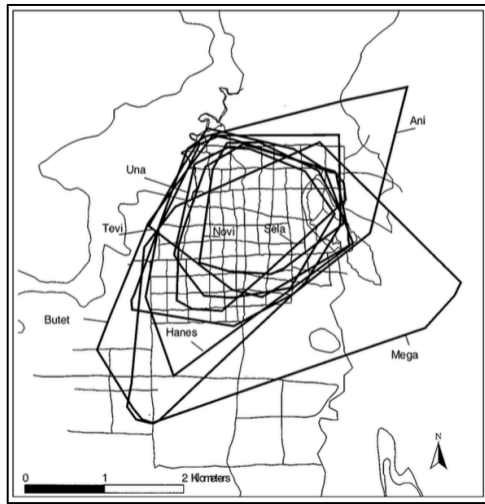 Ani
Una
Tevi
Novi
Sela
Butet
Hanes
Mega
N
0 1 2 Kilometers